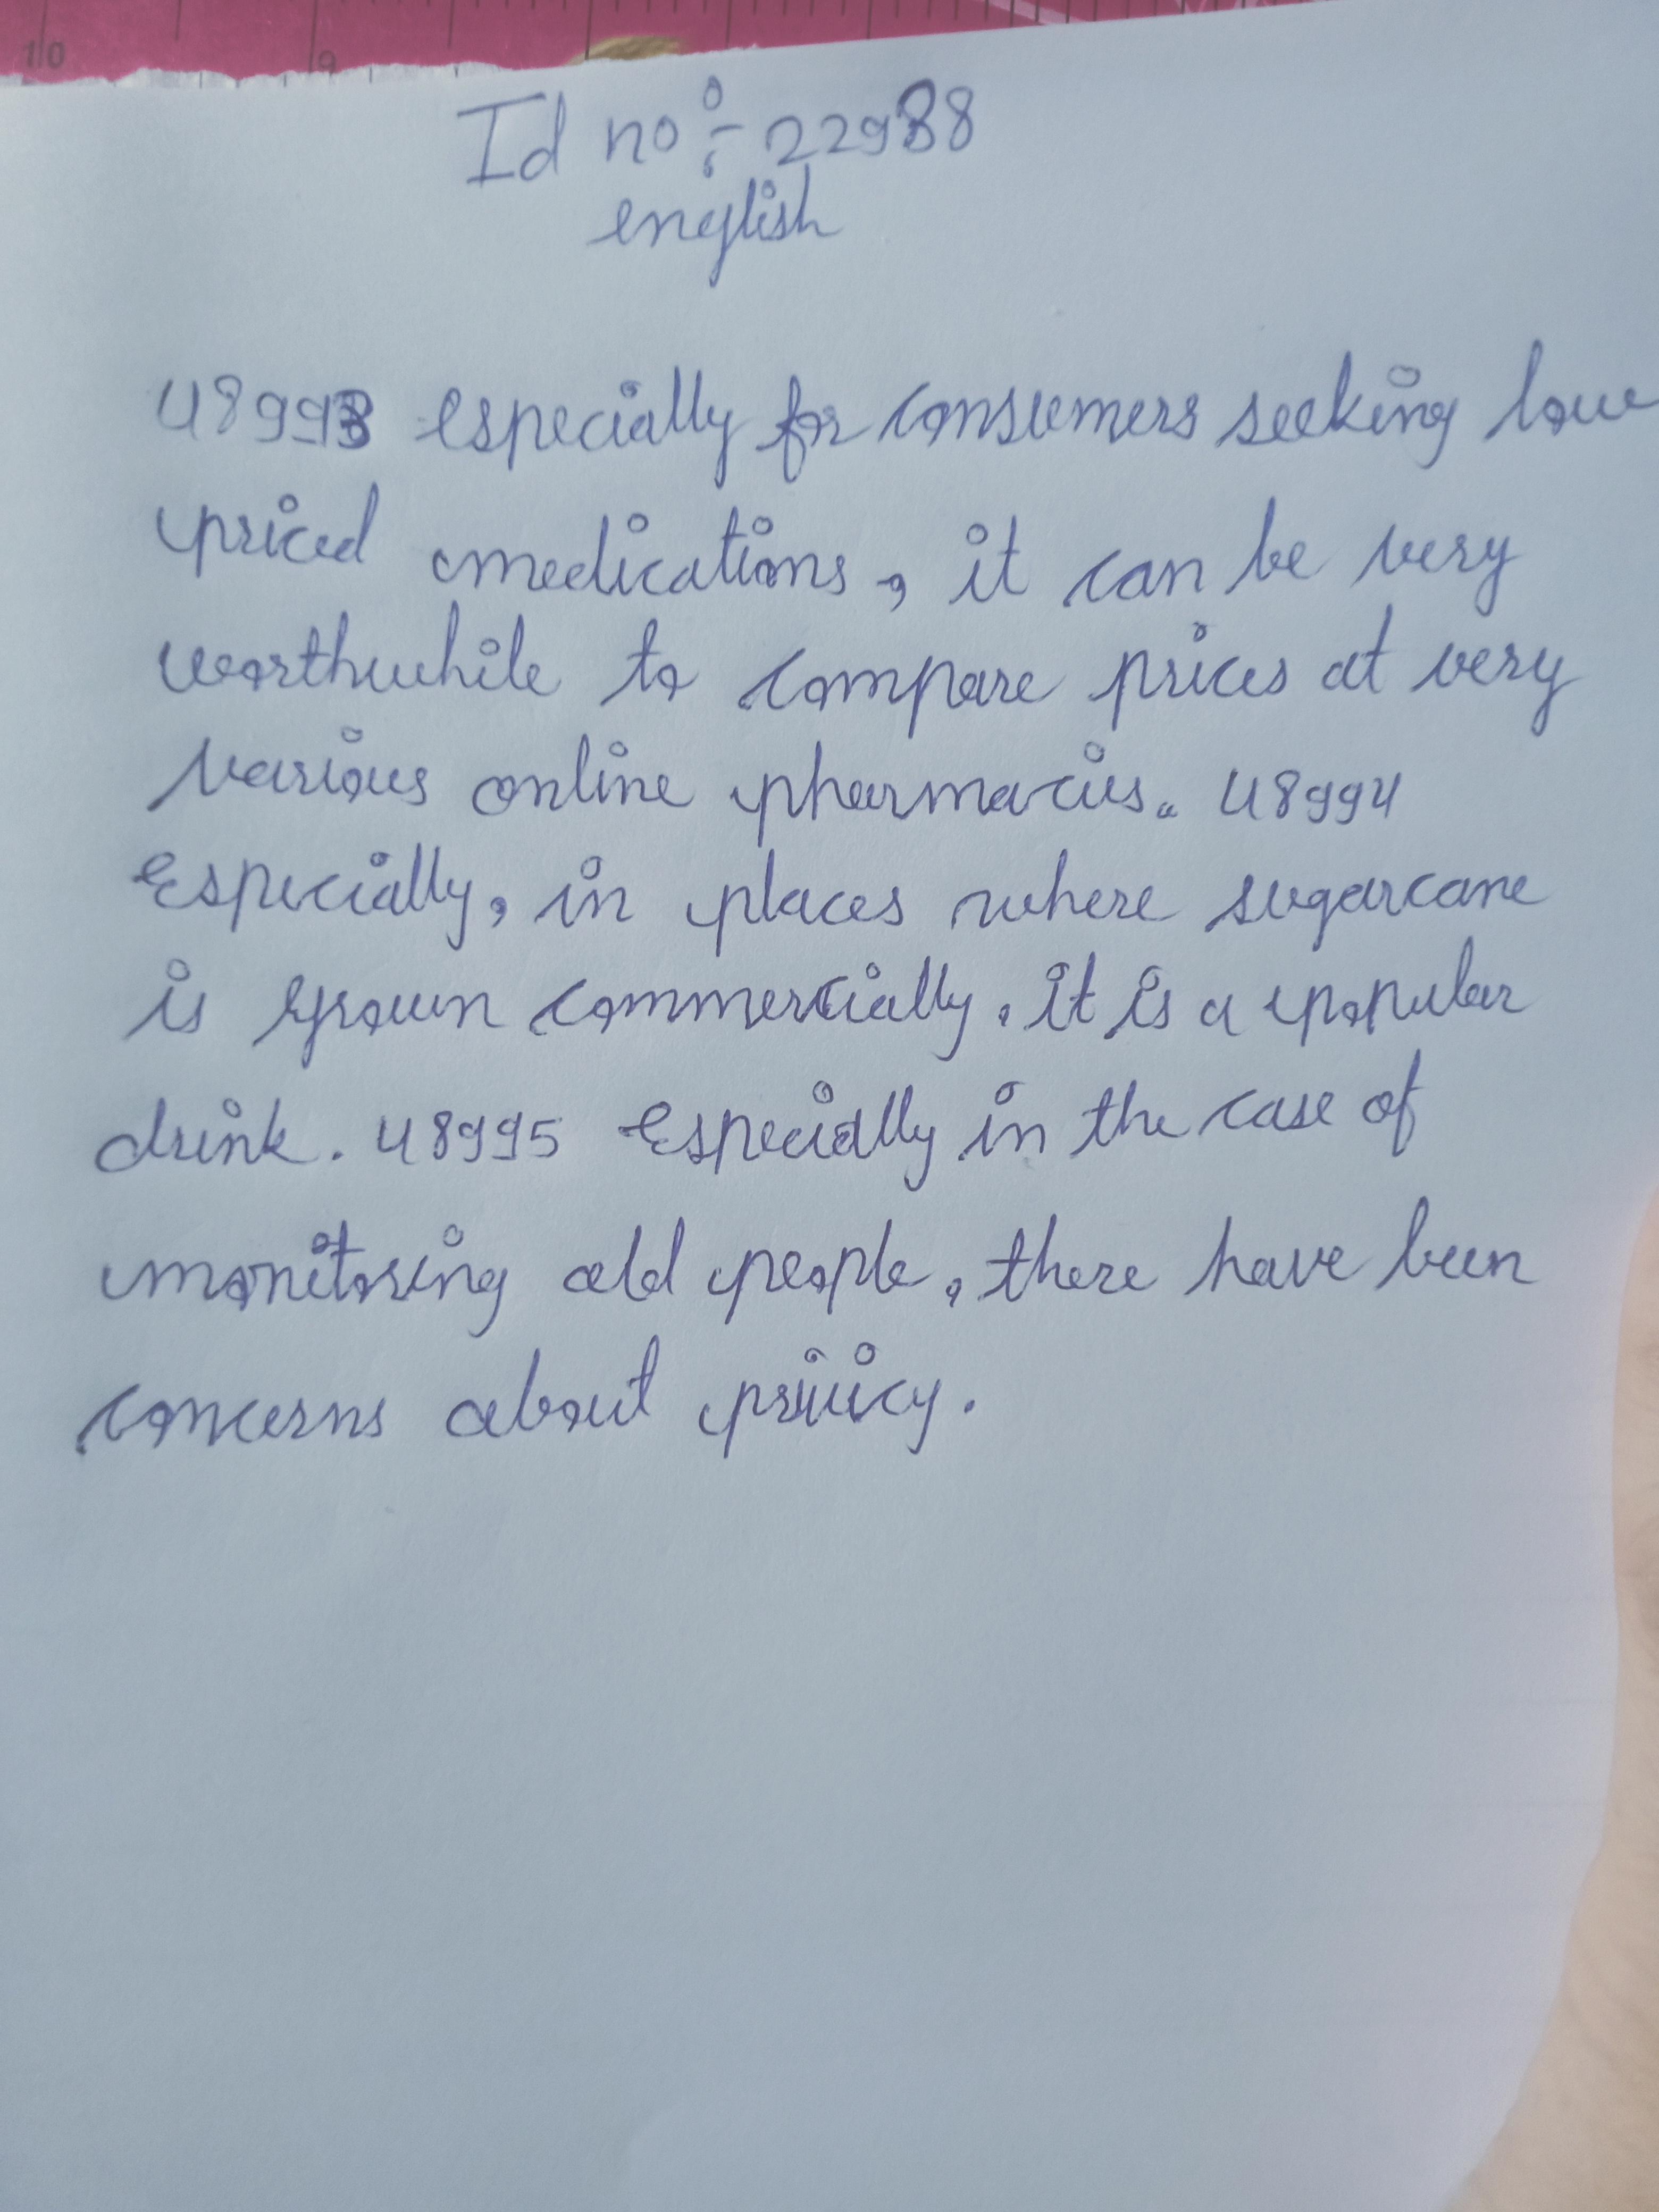 10 9
Id no :- 22988
english
48993 especially for consumers seeking low
priced medications, it can be very
worthwhile to compare prices at very
various online pharmacies. 48994
Especially, in places where sugarcane
is grown commercially, it is a popular
drink. 48995 Especially in the case of
monitoring old people, there have been
concerns about